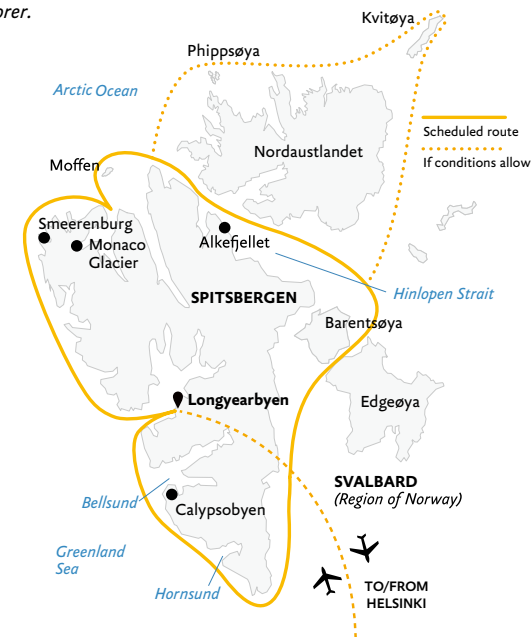 orer.
Kvitøya
Phippsøya
Arctic Ocean
Scheduled route
If conditions allow
Nordaustlandet
Moffen
Smeerenburg
Monaco
Glacier
Alkefjellet
Hinlopen Strait
SPITSBERGEN
Barentsøya
Longyearbyen
Edgeøya
SVALBARD
(Region of Norway)
Bellsund
Calypsobyen
Greenland
Sea
Hornsund
TO/FROM
HELSINKI